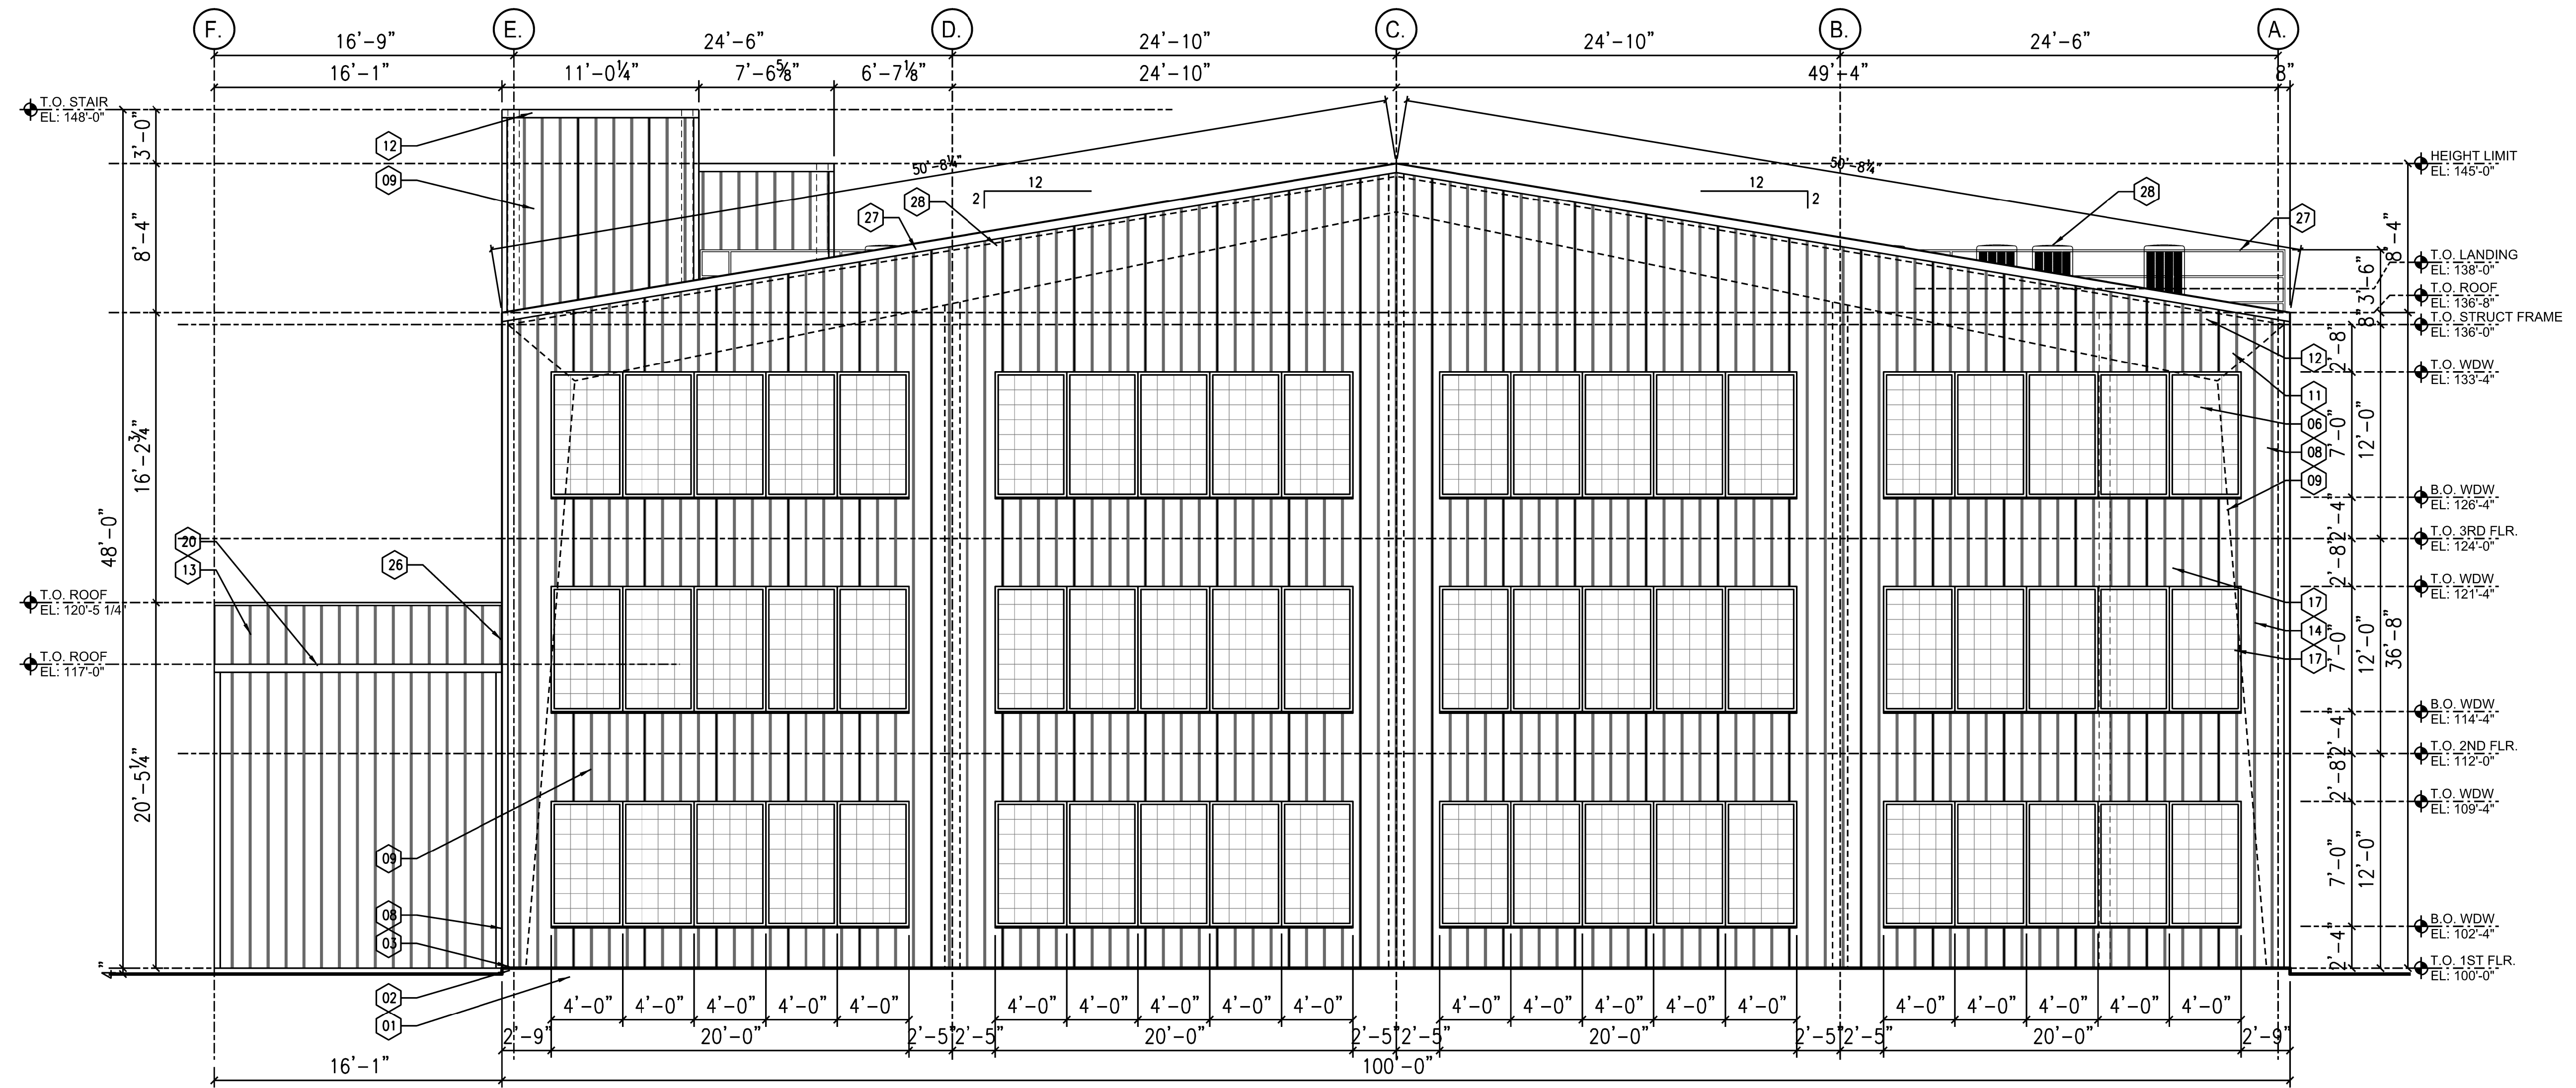 F. E. D. C. B. A.
16'-9" 24'-6" 24'-10" 24'-10" 24'-6"
16'-1" 11'-0¼" 7'-6⅝" 6'-7⅛" 24'-10" 49'-4" 8"
T.O. STAIR
EL: 148'-0"
3'-0"
12
09
8'-4"
50'-8¼"
50'-8¼"
12
2
12
2
28
27
28
27
HEIGHT LIMIT
EL: 145'-0"
8'-4"
T.O. LANDING
EL: 138'-0"
3'-6"
T.O. ROOF
EL: 136'-8"
8"
T.O. STRUCT FRAME
EL: 136'-0"
2'-8"
12
T.O. WDW
EL: 133'-4"
11
06
08
09
7'-0"
12'-0"
16'-2¾"
48'-0"
B.O. WDW
EL: 126'-4"
2'-4"
T.O. 3RD FLR.
EL: 124'-0"
2'-8"
20
13
26
T.O. WDW
EL: 121'-4"
T.O. ROOF
EL: 120'-5 1/4"
17
14
17
7'-0"
12'-0"
36'-8"
T.O. ROOF
EL: 117'-0"
B.O. WDW
EL: 114'-4"
2'-4"
T.O. 2ND FLR.
EL: 112'-0"
20'-5¼"
2'-8"
T.O. WDW
EL: 109'-4"
09
7'-0"
12'-0"
08
03
B.O. WDW
EL: 102'-4"
2'-4"
T.O. 1ST FLR.
EL: 100'-0"
4"
02
01
4'-0" 4'-0" 4'-0" 4'-0" 4'-0" 4'-0" 4'-0" 4'-0" 4'-0" 4'-0" 4'-0" 4'-0" 4'-0" 4'-0" 4'-0" 4'-0" 4'-0" 4'-0" 4'-0" 4'-0"
2'-9" 20'-0" 2'-5" 2'-5" 20'-0" 2'-5" 2'-5" 20'-0" 2'-5" 2'-5" 20'-0" 2'-9"
16'-1" 100'-0"